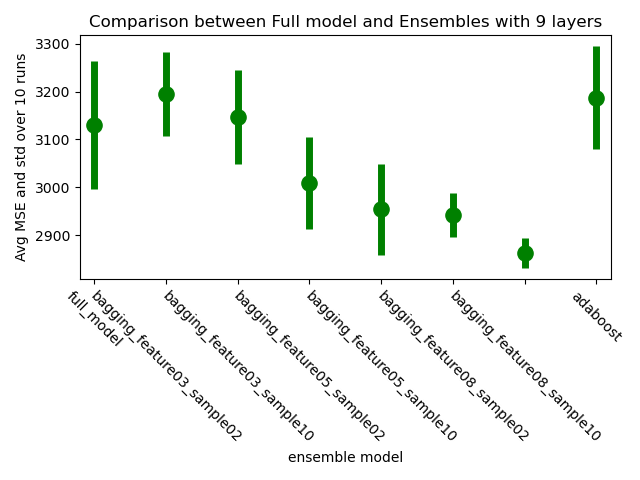 Comparison between Full model and Ensembles with 9 layers
Avg MSE and std over 10 runs
3300
3200
3100
3000
2900
full_model
bagging_feature03_sample02
bagging_feature03_sample10
bagging_feature05_sample02
bagging_feature05_sample10
bagging_feature08_sample02
bagging_feature08_sample10
adaboost
ensemble model